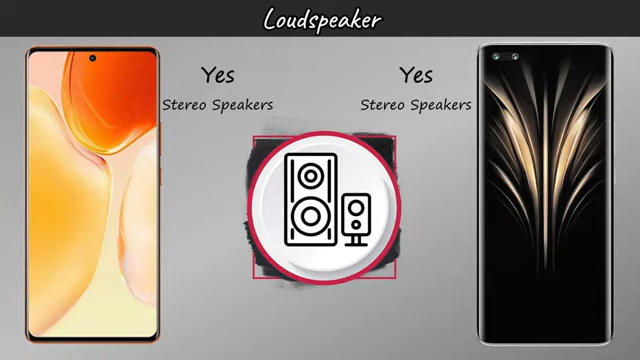 Loudspeaker
Yes
Stereo Speakers
Yes
Stereo Speakers